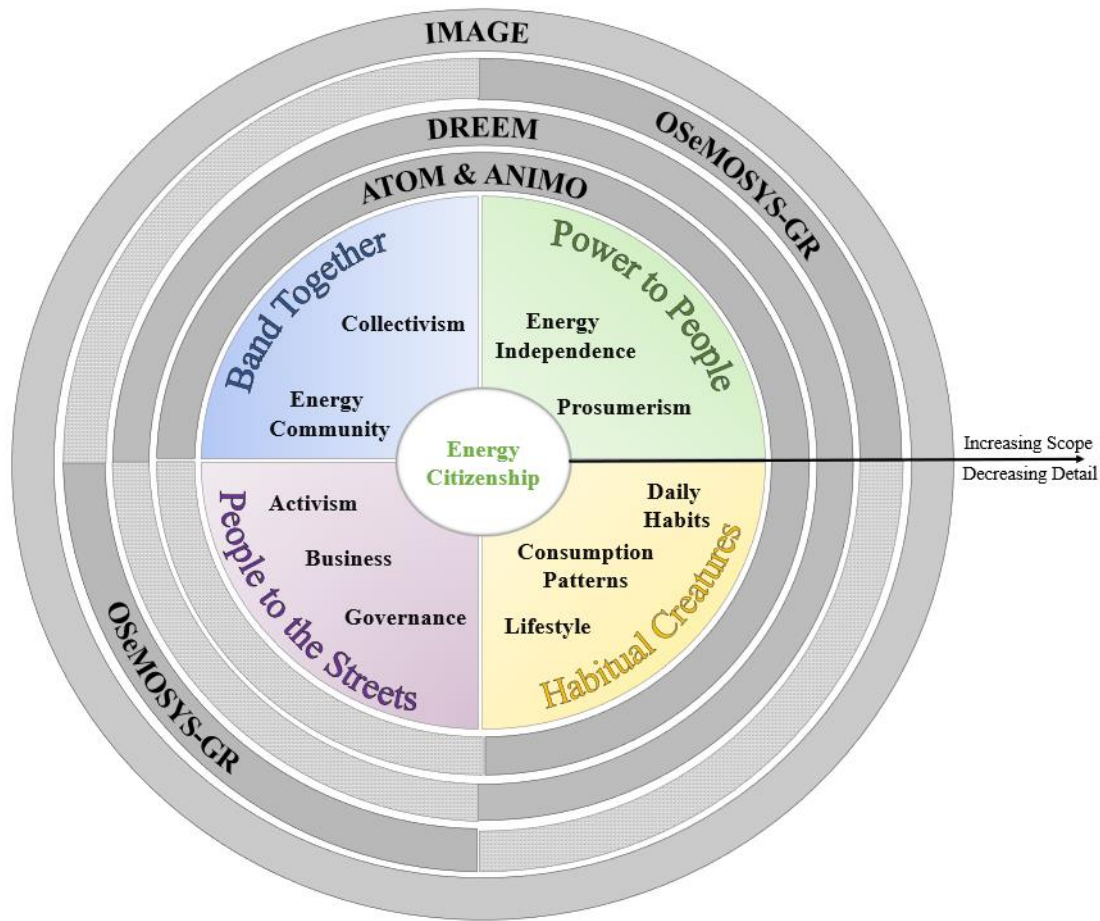 IMAGE
OSeMOSYS-GR
DREEM
ATOM & ANIMO
Band Together
Collectivism
Energy
Community
Power to People
Energy
Independence
Prosumerism
Energy
Citizenship
Increasing Scope
Decreasing Detail
People to the Streets
Activism
Business
Governance
Habitual Creatures
Daily
Habits
Consumption
Patterns
Lifestyle
OSeMOSYS-GR